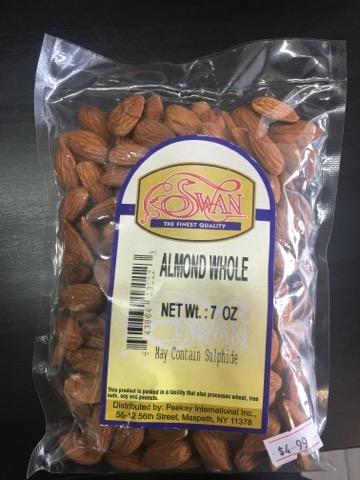 SWAN
THE FINEST QUALITY
ALMOND WHOLE
NET Wt. : 7 OZ
SWAN
May Contain Sulphide
This product is packed in a facility that also processes wheat, tree
nuts, soy and peanuts.
Distributed by: Peekay International Inc.,
56-12 56th Street, Maspeth, NY 11378
$4.99